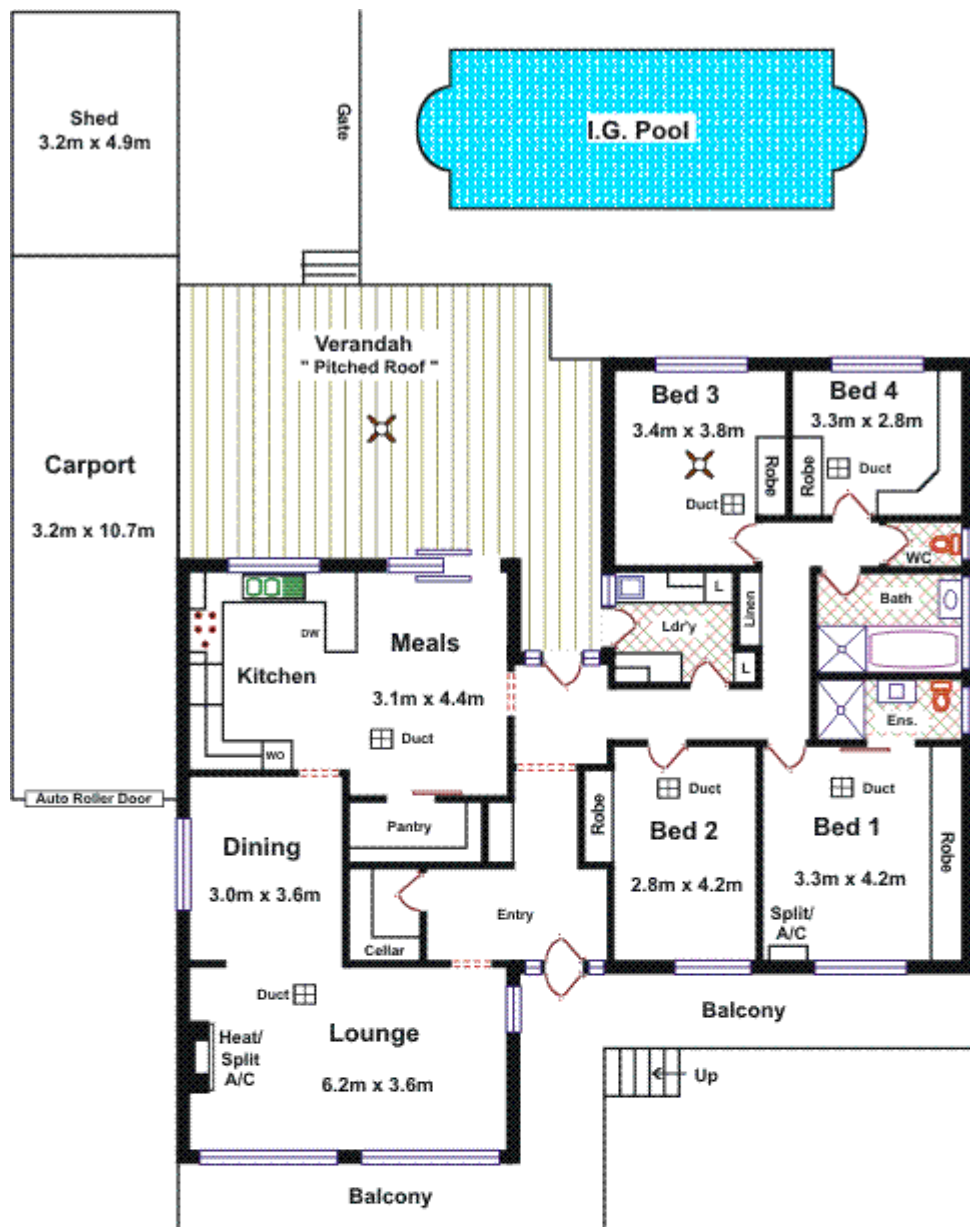 Shed
3.2m x 4.9m
Gate
I.G. Pool
Verandah
" Pitched Roof "
Carport
3.2m x 10.7m
Bed 3
3.4m x 3.8m
Duct
Robe
Bed 4
3.3m x 2.8m
Duct
Robe
WC
Bath
L
Linen
Ldr'y
L
Ens.
DW
Kitchen
Meals
3.1m x 4.4m
Duct
WO
Auto Roller Door
Pantry
Dining
3.0m x 3.6m
Robe
Duct
Bed 2
2.8m x 4.2m
Duct
Bed 1
3.3m x 4.2m
Robe
Split/
A/C
Entry
Cellar
Duct
Lounge
6.2m x 3.6m
Heat/
Split
A/C
Balcony
Up
Balcony